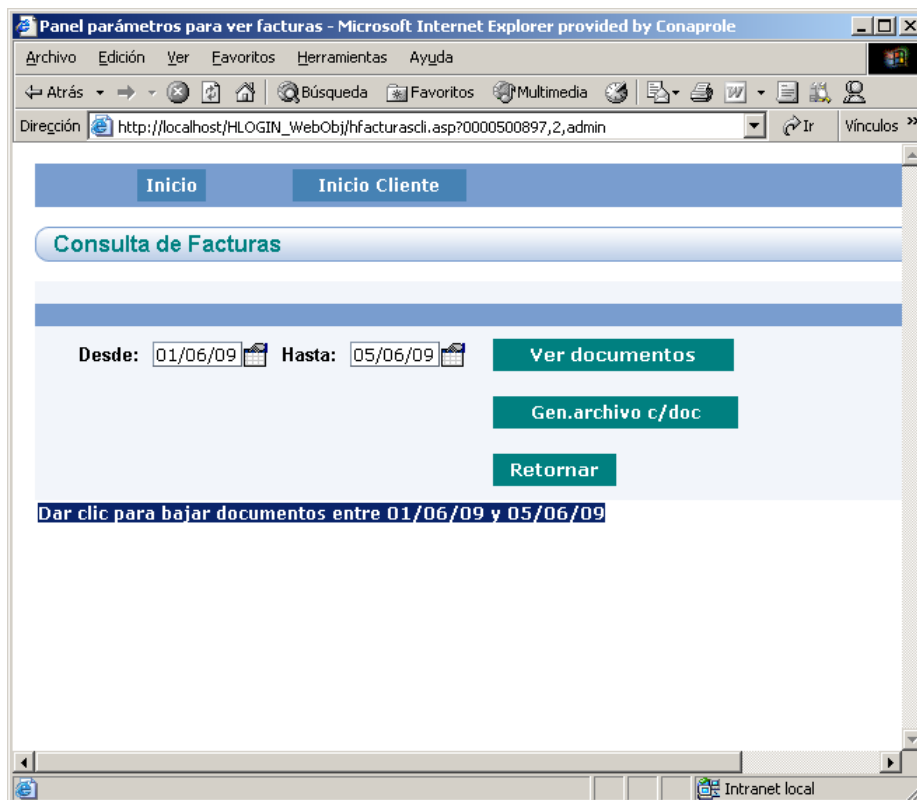 Panel parámetros para ver facturas - Microsoft Internet Explorer provided by Conaprole
Archivo Edición Ver Favoritos Herramientas Ayuda
Atrás Búsqueda Favoritos Multimedia
Dirección http://localhost/HLOGIN_WebObj/hfacturascli.asp?0000500897,2,admin Ir Vínculos »
Inicio Inicio Cliente
Consulta de Facturas
Desde: 01/06/09 Hasta: 05/06/09 Ver documentos
Gen.archivo c/doc
Retornar
Dar clic para bajar documentos entre 01/06/09 y 05/06/09
Intranet local